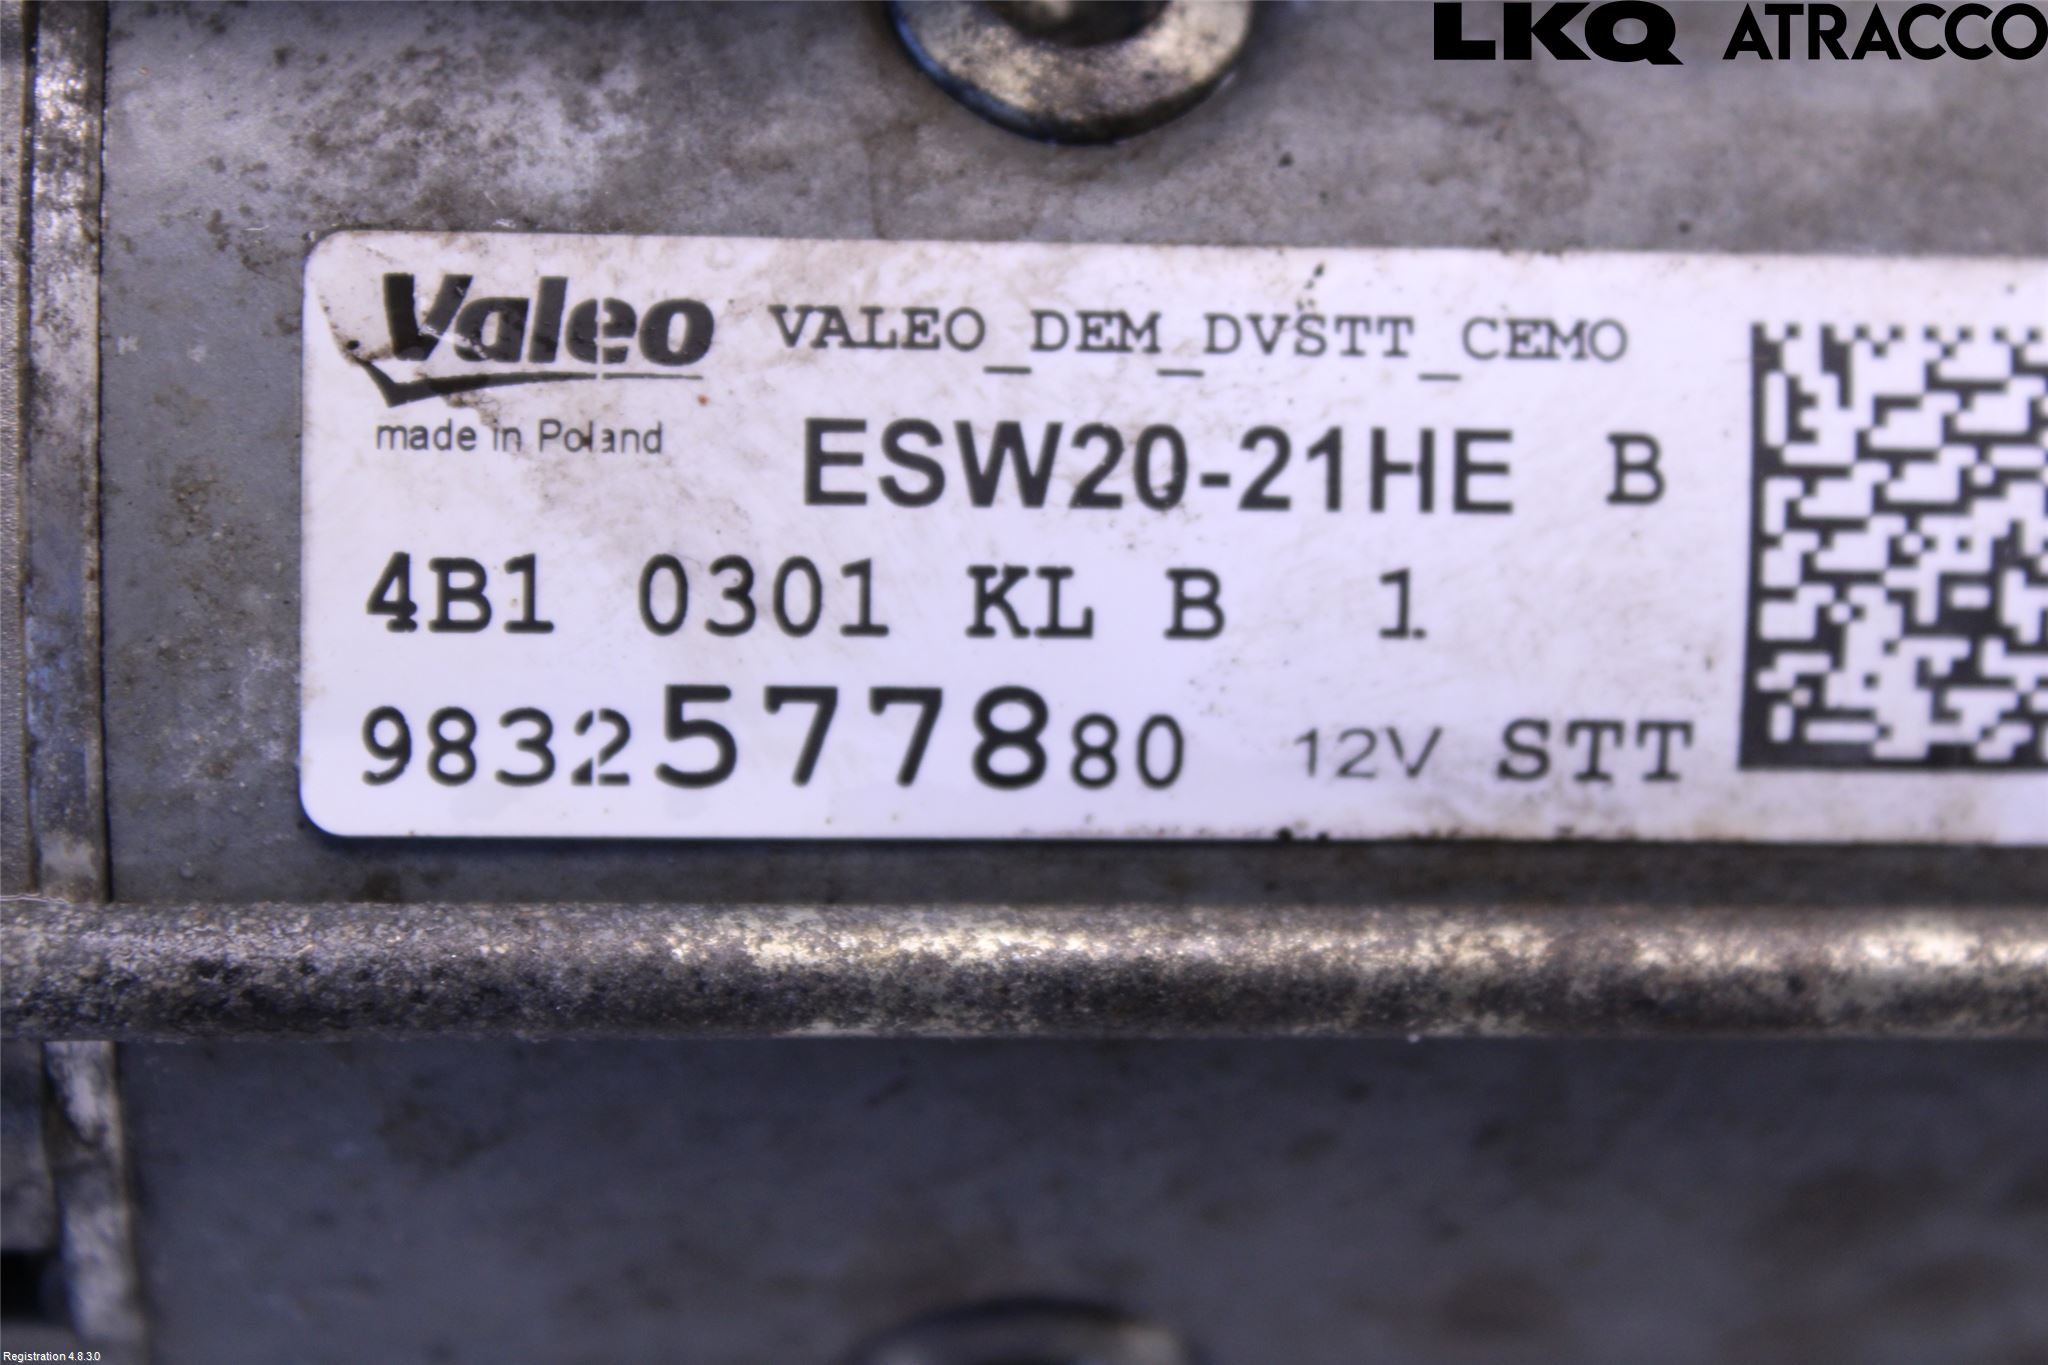 LKQ ATRACCO
Valeo VALEO_DEM_DVSTT_CEMO
made in Poland ESW20-21HE B
4B1 0301 KL B 1
9832577880 12V STT
Registration 4.8.3.0